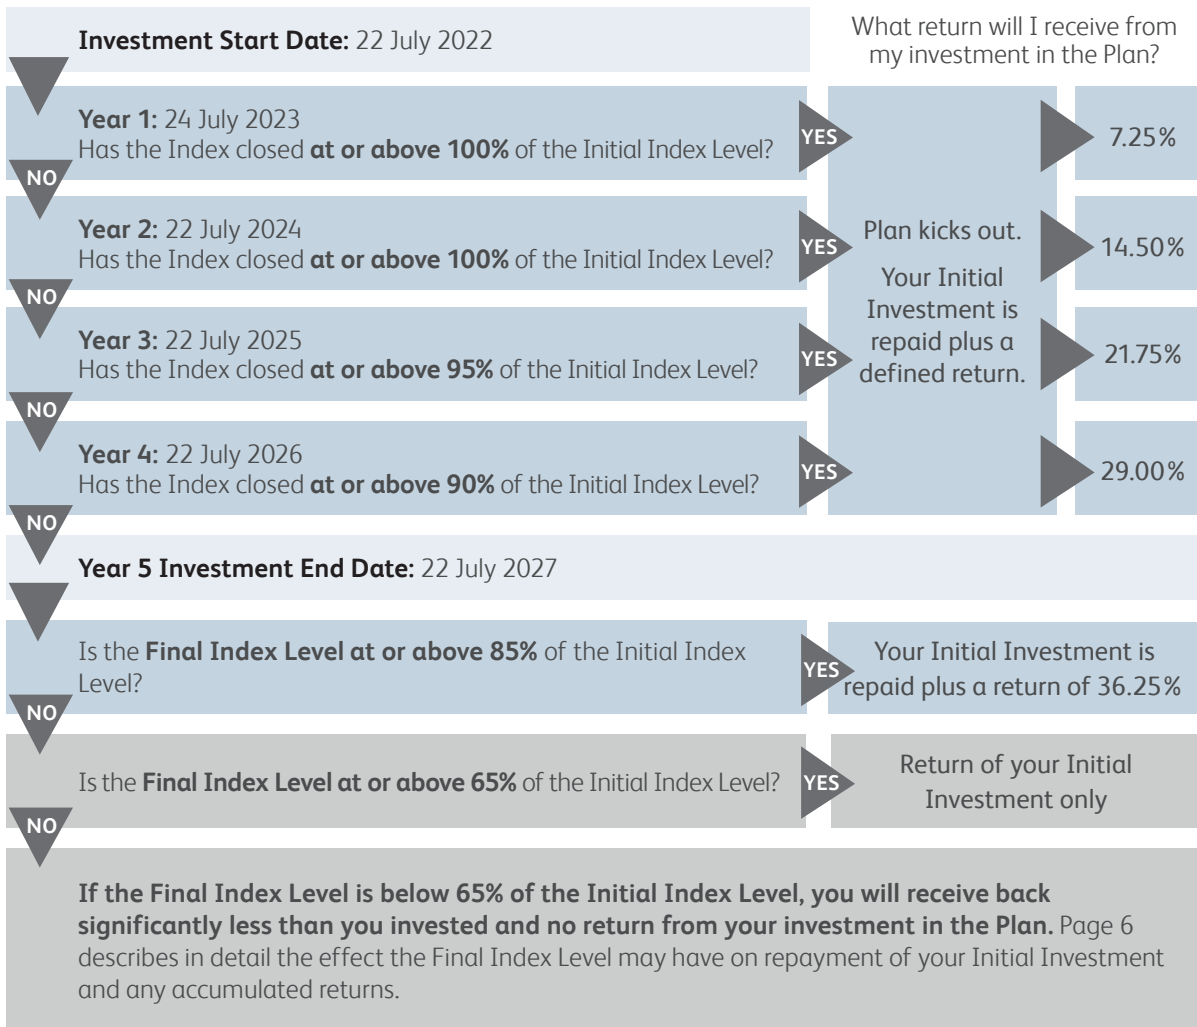 Investment Start Date: 22 July 2022
What return will I receive from
my investment in the Plan?
Year 1: 24 July 2023
Has the Index closed at or above 100% of the Initial Index Level?
YES
7.25%
NO
Year 2: 22 July 2024
Has the Index closed at or above 100% of the Initial Index Level?
YES
Plan kicks out.
Your Initial
Investment is
repaid plus a
defined return.
14.50%
NO
Year 3: 22 July 2025
Has the Index closed at or above 95% of the Initial Index Level?
YES
21.75%
NO
Year 4: 22 July 2026
Has the Index closed at or above 90% of the Initial Index Level?
YES
29.00%
NO
Year 5 Investment End Date: 22 July 2027
Is the Final Index Level at or above 85% of the Initial Index
Level?
YES
Your Initial Investment is
repaid plus a return of 36.25%
NO
Is the Final Index Level at or above 65% of the Initial Index Level?
YES
Return of your Initial
Investment only
NO
If the Final Index Level is below 65% of the Initial Index Level, you will receive back
significantly less than you invested and no return from your investment in the Plan. Page 6
describes in detail the effect the Final Index Level may have on repayment of your Initial Investment
and any accumulated returns.